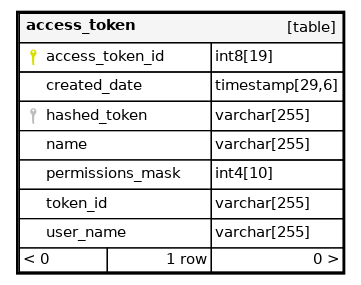 access_token [table]
access_token_id int8[19]
created_date timestamp[29,6]
hashed_token varchar[255]
name varchar[255]
permissions_mask int4[10]
token_id varchar[255]
user_name varchar[255]
< 0 1 row 0 >